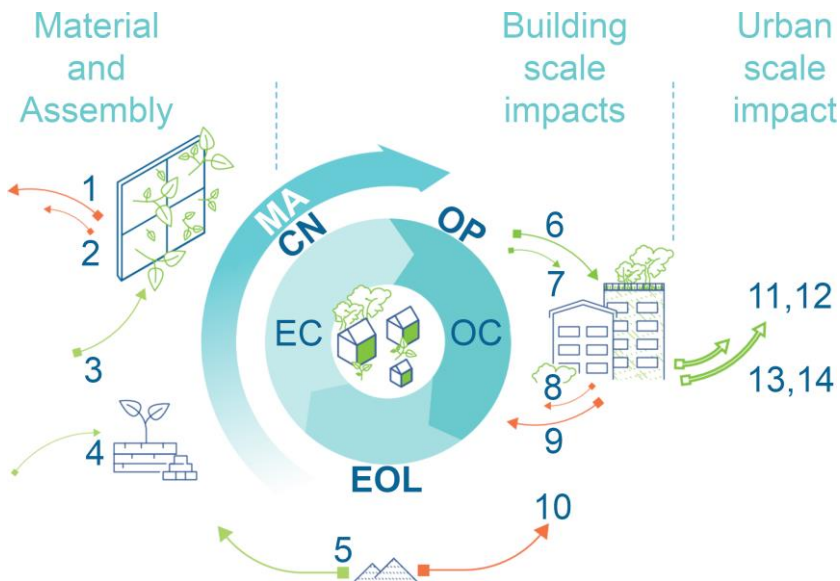 Material
and
Assembly
Building
scale
impacts
Urban
scale
impact
1
2
3
4
MA
CN
OP
EC
OC
EOL
5
10
6
7
8
9
11,12
13,14